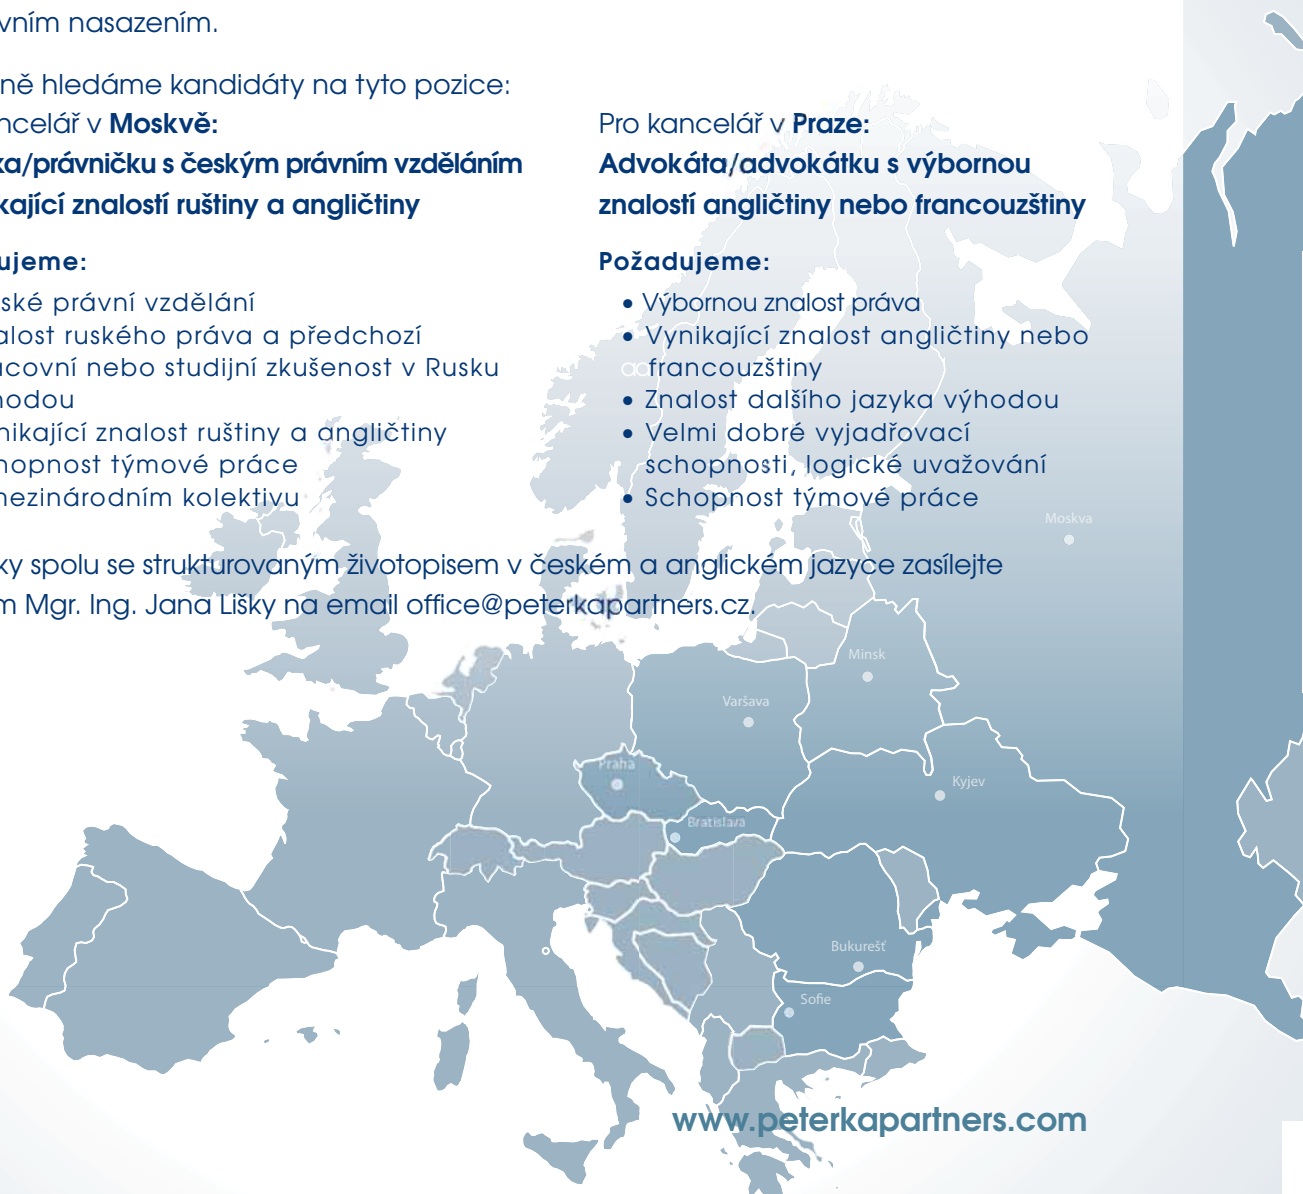 vním nasazením.
ně hledáme kandidáty na tyto pozice:
ncelář v Moskvě:
ka/právničku s českým právním vzděláním
kající znalostí ruštiny a angličtiny
ujeme:
ské právní vzdělání
alost ruského práva a předchozí
acovní nebo studijní zkušenost v Rusku
hodou
nikající znalost ruštiny a angličtiny
hopnost týmové práce
mezinárodním kolektivu
Pro kancelář v Praze:
Advokáta/advokátku s výbornou
znalostí angličtiny nebo francouzštiny
Požadujeme:
• Výbornou znalost práva
• Vynikající znalost angličtiny nebo
francouzštiny
• Znalost dalšího jazyka výhodou
• Velmi dobré vyjadřovací
schopnosti, logické uvažování
• Schopnost týmové práce
ky spolu se strukturovaným životopisem v českém a anglickém jazyce zasílejte
m Mgr. Ing. Jana Lišky na email office@peterkapartners.cz.
Moskva
Minsk
Varšava
Praha
Kyjev
Bratislava
Bukurešť
Sofie
www.peterkapartners.com